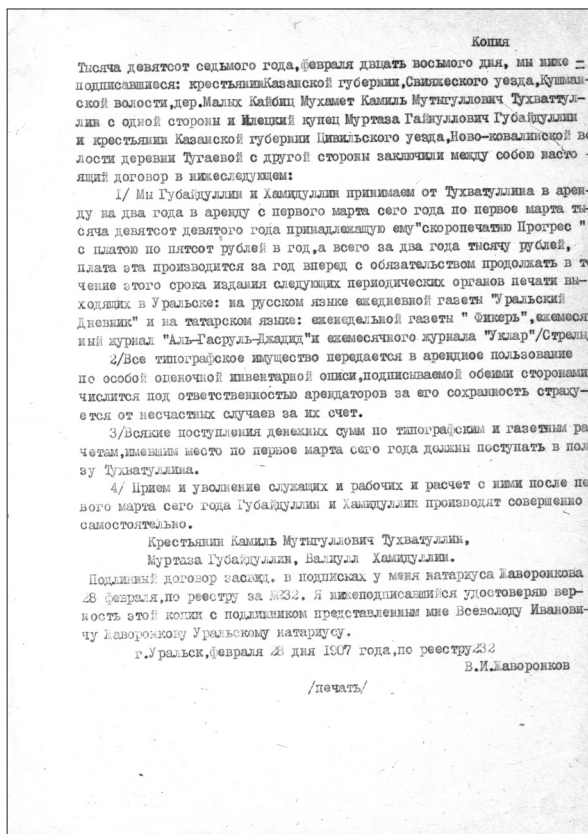 Копия
Тысяча девятсот седьмого года, февраля двцать восьмого дня, мы ниже =
подписавшиеся: крестьянинКазанской губернии,Свияжского уезда,Кушман-
ской волости,дер.Малых Кайбиц Мухамет Камиль Мутыгуллович Тухваттул-
лин с одной стороны и Илецкий купец Муртаза Гайнуллович Губайдуллин
и крисатьянин Казанской губернии Цивильского уезда,Ново-ковалинской во
лости деревни Тугаевой с другой стороны заключили между собою насто -
ящий договор в нижеследующем:
1/ Мы Губайдуллин и Хамидуллин принимаем от Тухватуллина в арен-
ду на два года в аренду с первого марта сего года по первое марта ты-
сяча девятсот девятого года принадлежащую ему"скоропечатню Прогрес "
с платою по пятсот рублей в год,а всего за два года тысячу рублей,
плата эта производится за год вперед с обязательством продолжать в те
чение этого срока издания следующих периодических органов печати вы-
ходящих в Уральске: на русском языке ежедневной газеты "Уральский
Дневник" и на татарском языке: еженедельной газеты " Фикерь",ежемеся
ный журнал "Аль-Гасруль-Джадид"и ежемесячного журнала "Уклар"/Стрелы
2/Все типографское имущество передается в арендное пользование
по особой оценочной инвентарной описи,подписываемой обеими сторонами
числится под ответственностью арендаторов за его сохранность страху-
ется от несчастных случаев за их счет.
3/Всякие поступления денежных сумм по типографским и газетным ра
четам,имевшим место по первое марта сего года должны поступать в пол
зу Тухватуллина.
4/ Прием и уволнение служащих и рабочих и расчет с ними после пе
вого марта сего года Губайдуллин и Хамидуллин производят совершенно
самостоятельно.
Крестьянин Камиль Мутыгуллович Тухватуллин,
Муртаза Губайдуллин, Валиулл Хамидуллин.
Подлинный договор засвид. в подписках у меня натариуса Жаворонкова
28 февраля,по реестру за №232. Я нижеподписавшийся удостоверяю вер-
ность этой копии с подлинником представленным мне Всеволоду Иванови-
чу Жаворонкову Уральскому натариусу.
г.Уральск,февраля 28 дня 1907 года,по реестру232
В.И.Жаворонков
/печать/